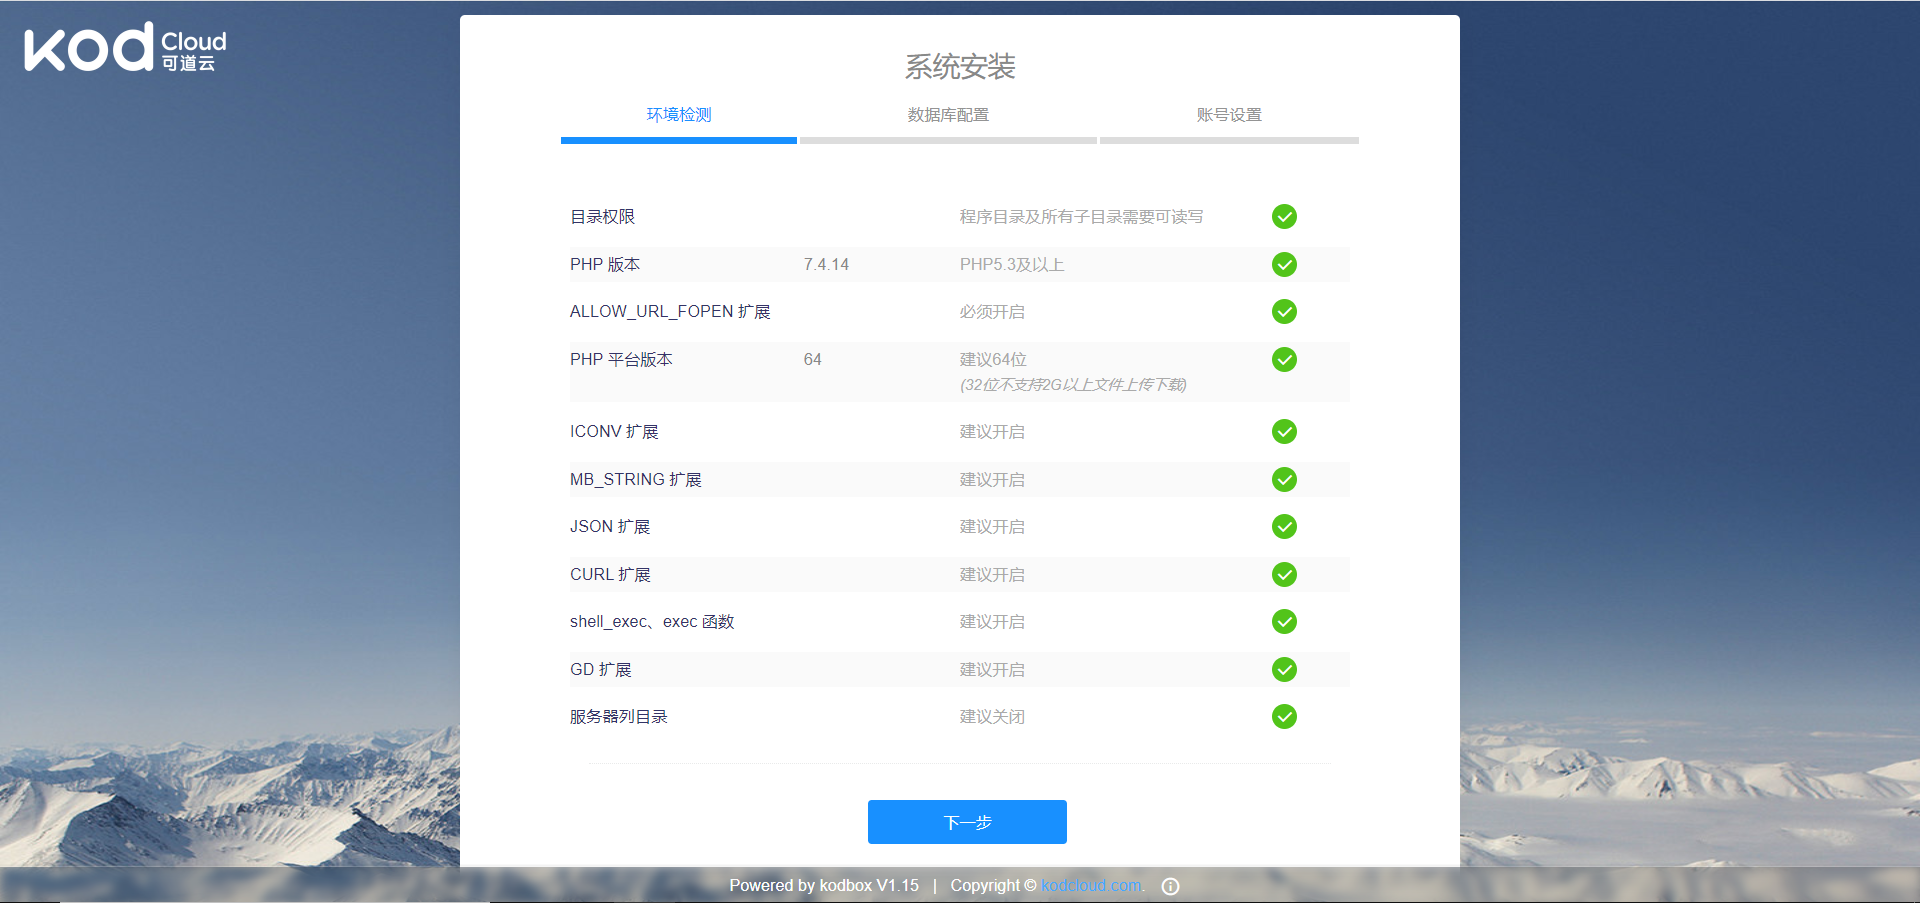 kod Cloud
可道云
系统安装
环境检测 数据库配置 账号设置
目录权限 程序目录及所有子目录需要可读写
PHP 版本 7.4.14 PHP5.3及以上
ALLOW_URL_FOPEN 扩展 必须开启
PHP 平台版本 64 建议64位
(32位不支持2G以上文件上传下载)
ICONV 扩展 建议开启
MB_STRING 扩展 建议开启
JSON 扩展 建议开启
CURL 扩展 建议开启
shell_exec、exec 函数 建议开启
GD 扩展 建议开启
服务器列目录 建议关闭
下一步
Powered by kodbox V1.15 | Copyright © kodcloud.com.